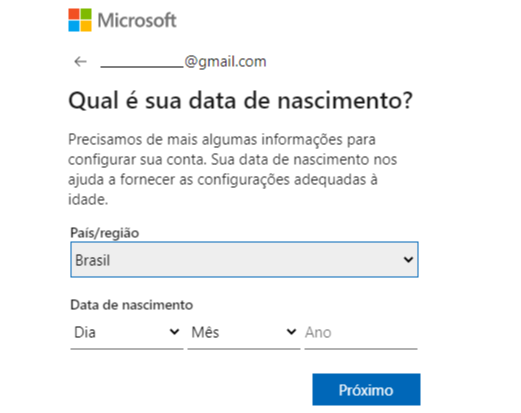 Microsoft
← ___________@gmail.com
Qual é sua data de nascimento?
Precisamos de mais algumas informações para
configurar sua conta. Sua data de nascimento nos
ajuda a fornecer as configurações adequadas à
idade.
País/região
Brasil
Data de nascimento
Dia Mês Ano
Próximo